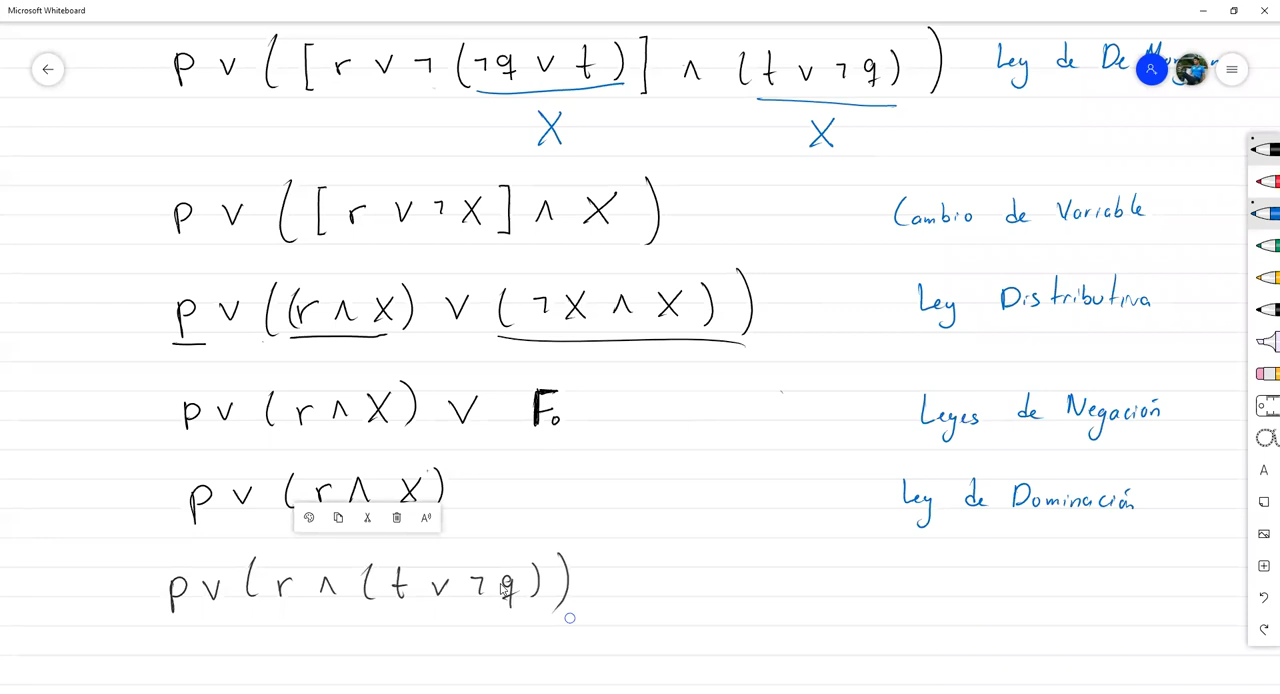 Microsoft Whiteboard
p ∨ ([r ∨ ¬(¬q ∨ t)] ∧ (t ∨ ¬q)) Ley de De
X X
p ∨ ([r ∨ ¬X] ∧ X) Cambio de Variable
p ∨ ((r ∧ X) ∨ (¬X ∧ X)) Ley Distributiva
p ∨ (r ∧ X) ∨ F₀ Leyes de Negación
p ∨ (r ∧ X) Ley de Dominación
p ∨ (r ∧ (t ∨ ¬q))